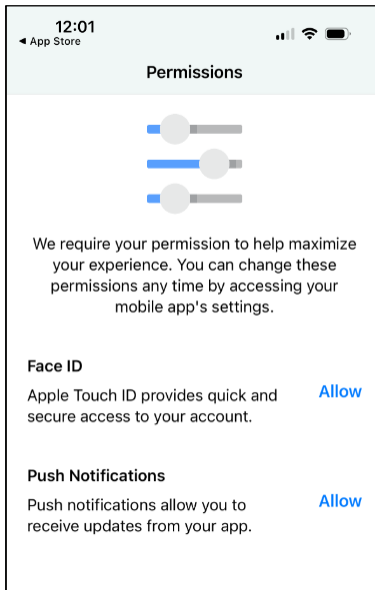 12:01
◀ App Store
Permissions
We require your permission to help maximize
your experience. You can change these
permissions any time by accessing your
mobile app's settings.
Face ID
Apple Touch ID provides quick and
secure access to your account.
Allow
Push Notifications
Push notifications allow you to
receive updates from your app.
Allow